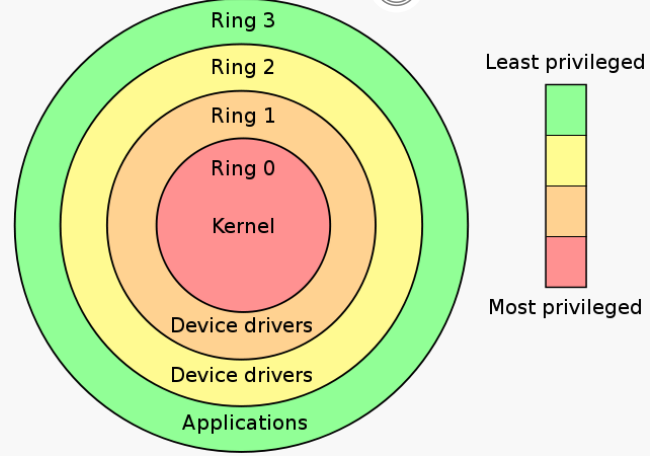 Ring 3
Ring 2
Ring 1
Ring 0
Kernel
Device drivers
Device drivers
Applications
Least privileged
Most privileged